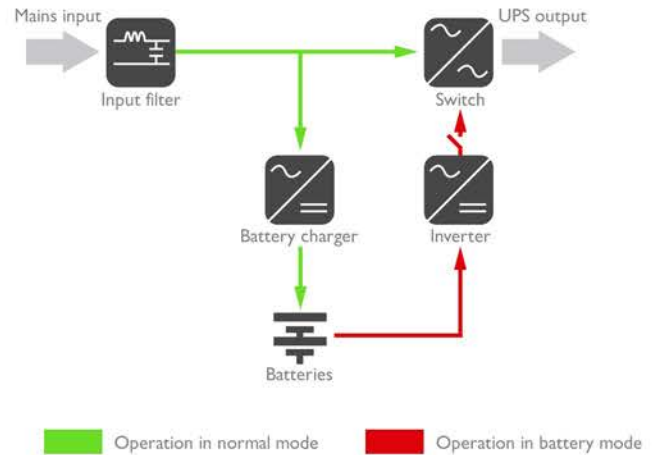 Mains input
UPS output
Input filter
Switch
Battery charger
Inverter
Batteries
Operation in normal mode
Operation in battery mode